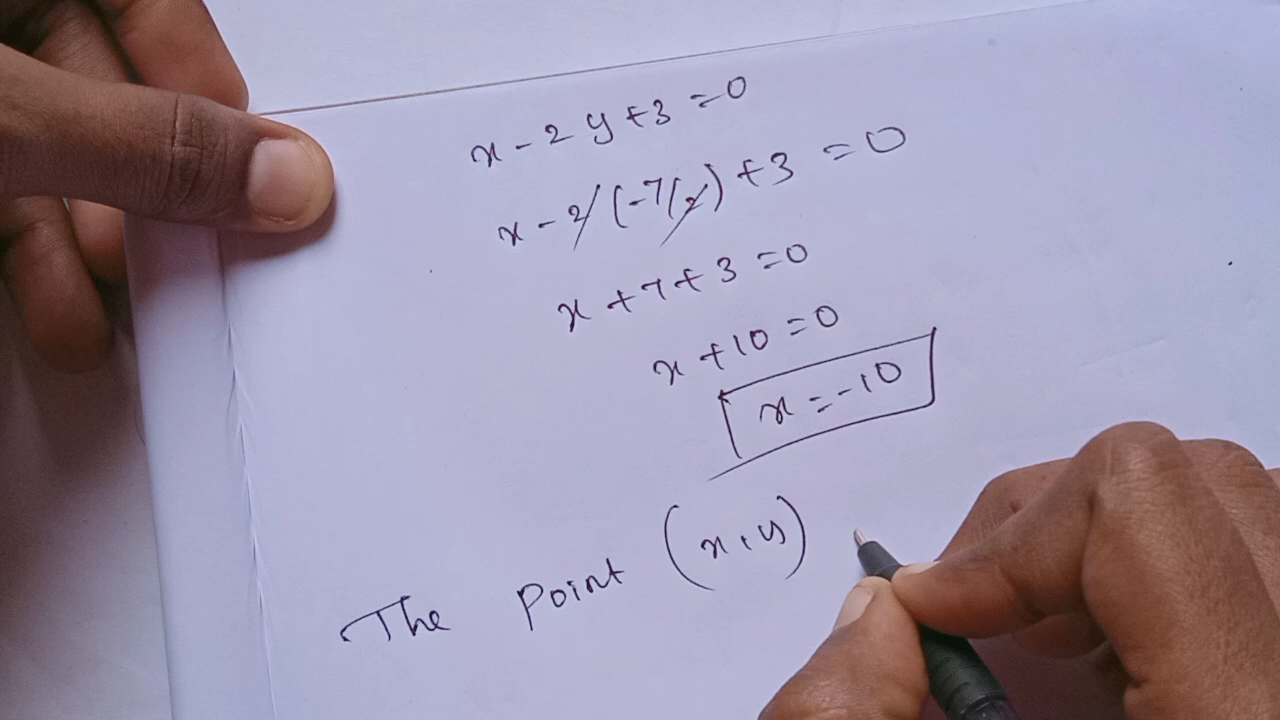 x - 2y + 3 = 0
x - 2(-7/2) + 3 = 0
x + 7 + 3 = 0
x + 10 = 0
x = -10
The Point (x, y)